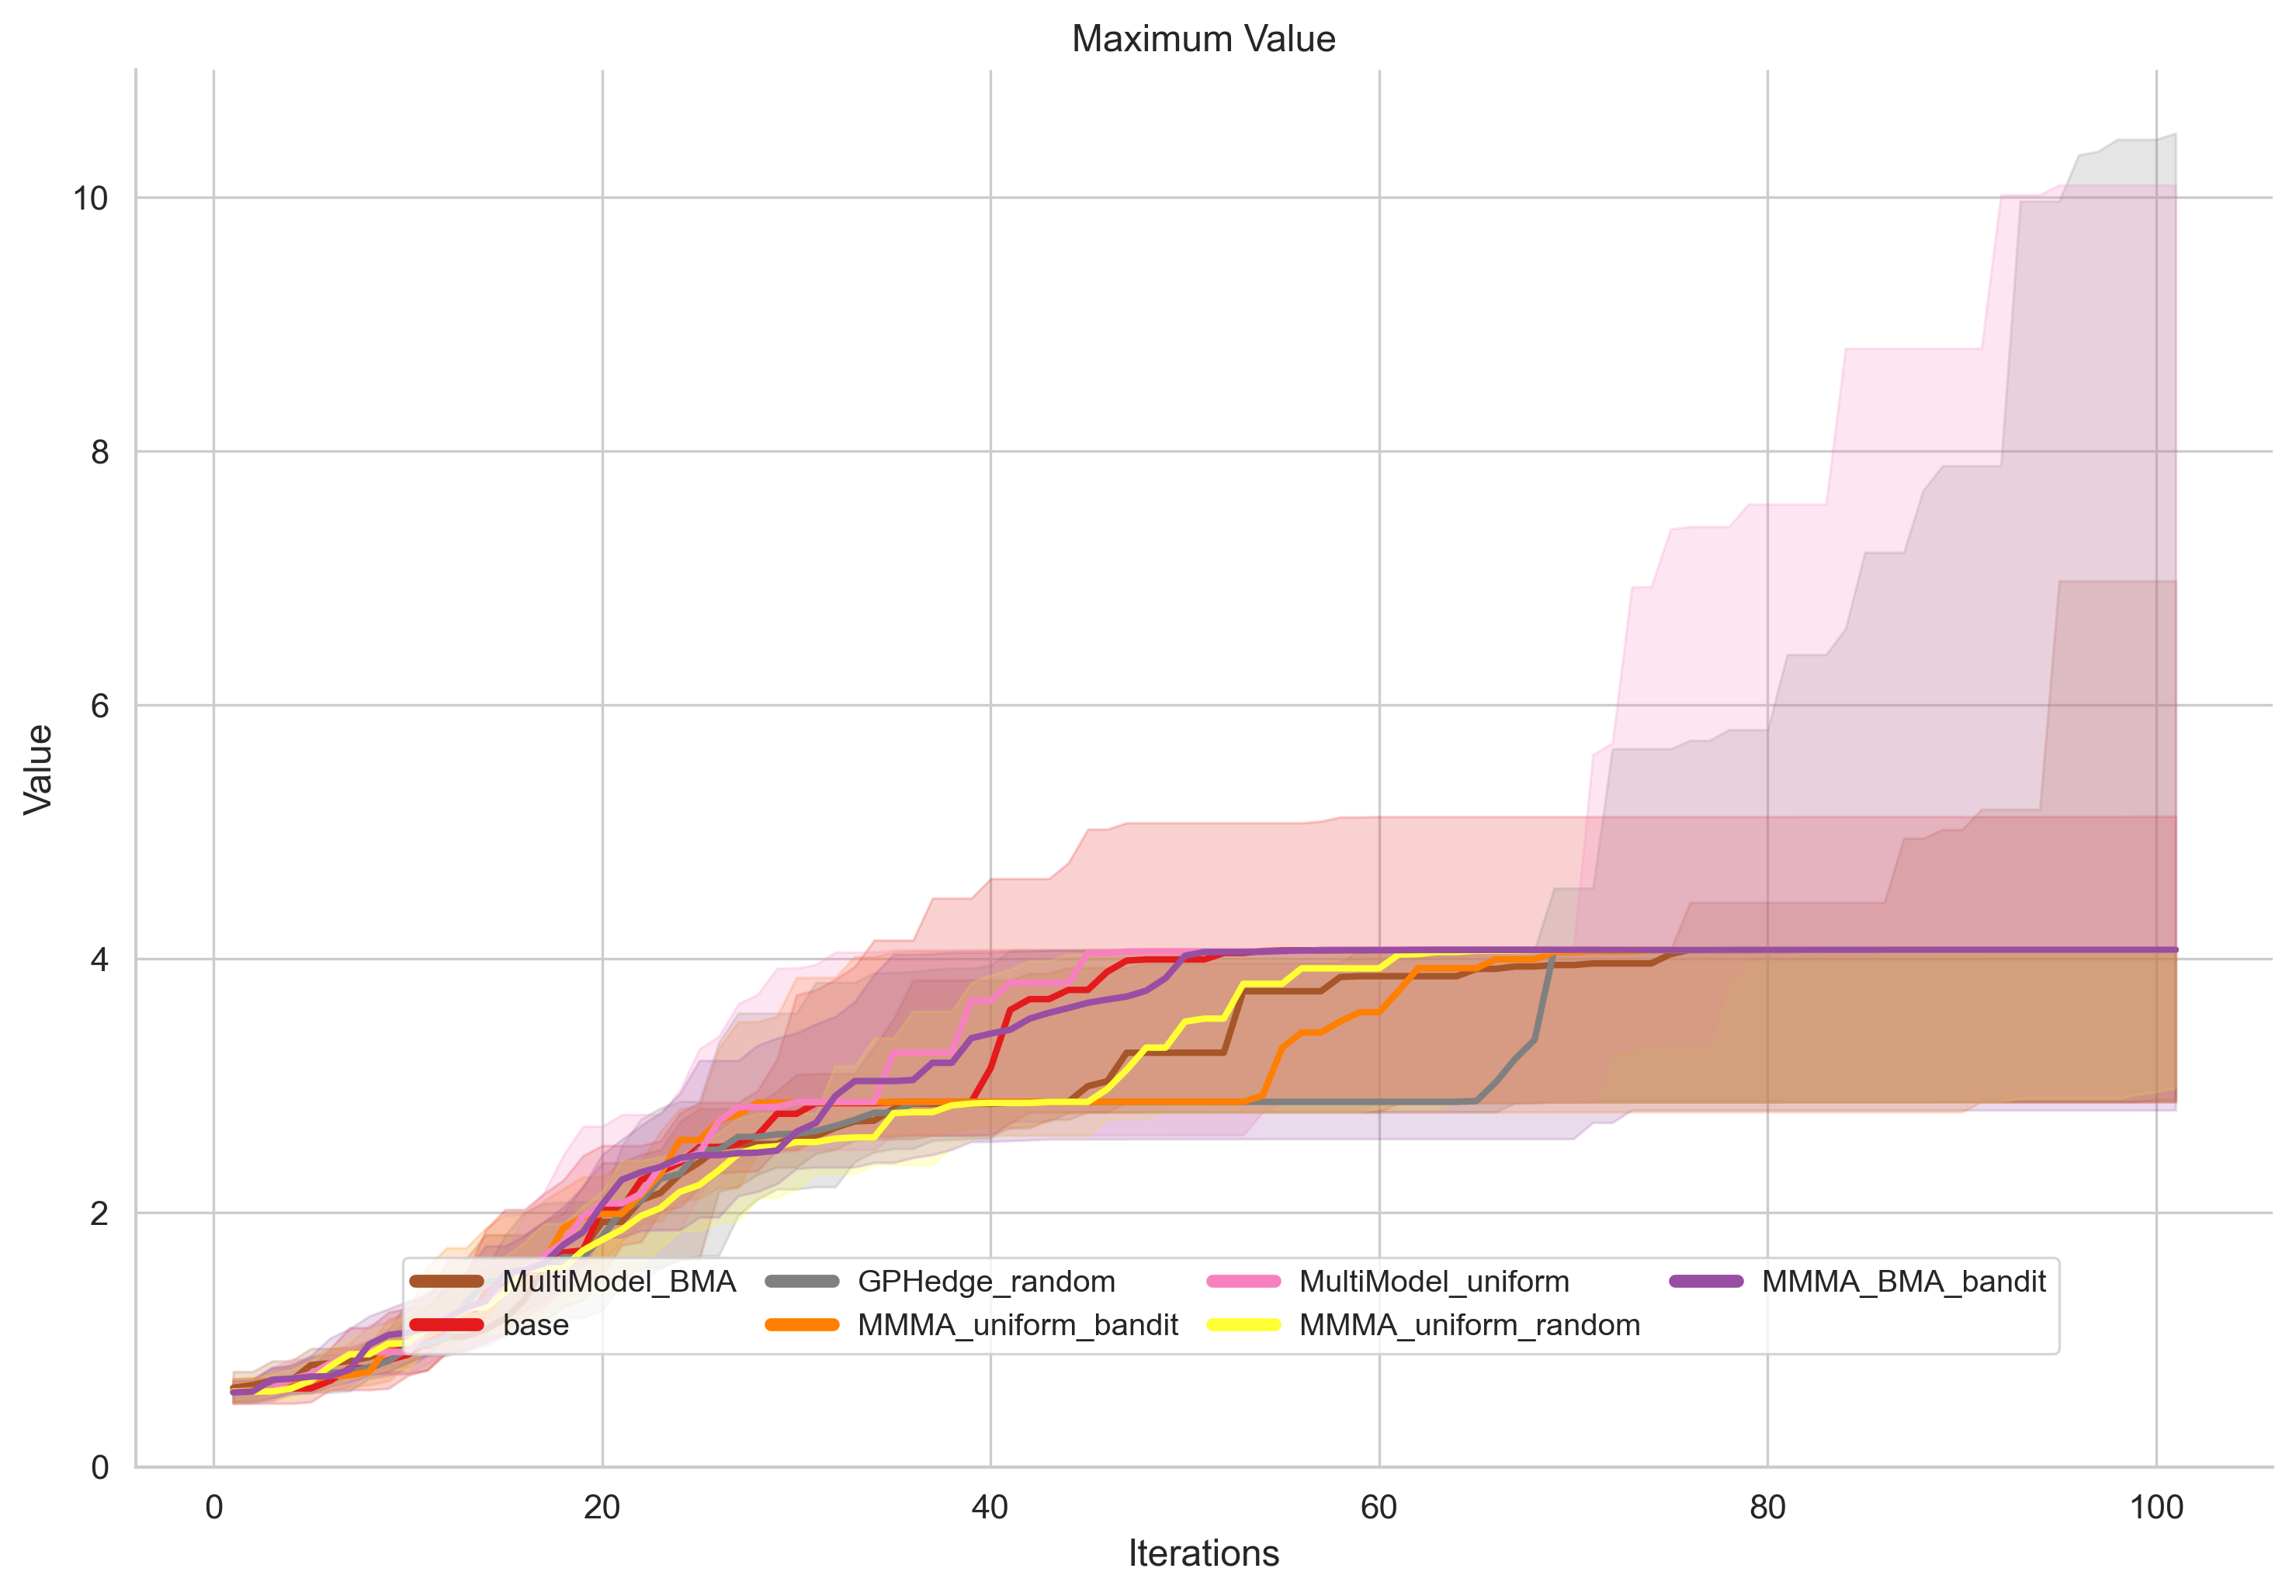 Maximum Value
Value
10
8
6
4
2
0
MultiModel_BMA
base
GPHedge_random
MMMA_uniform_bandit
MultiModel_uniform
MMMA_uniform_random
MMMA_BMA_bandit
0 20 40 60 80 100
Iterations